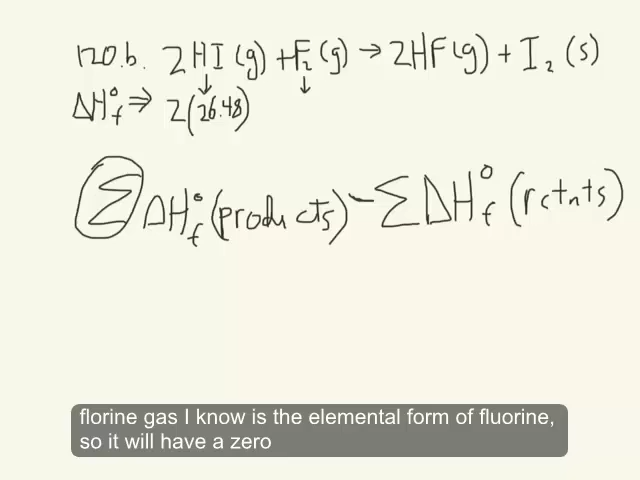 120.b. 2HI(g) + F₂(g) → 2HF(g) + I₂(s)
ΔH°f ⇒ 2(26.48)
Σ ΔH°f (products) - Σ ΔH°f (rctnts)
florine gas I know is the elemental form of fluorine,
so it will have a zero